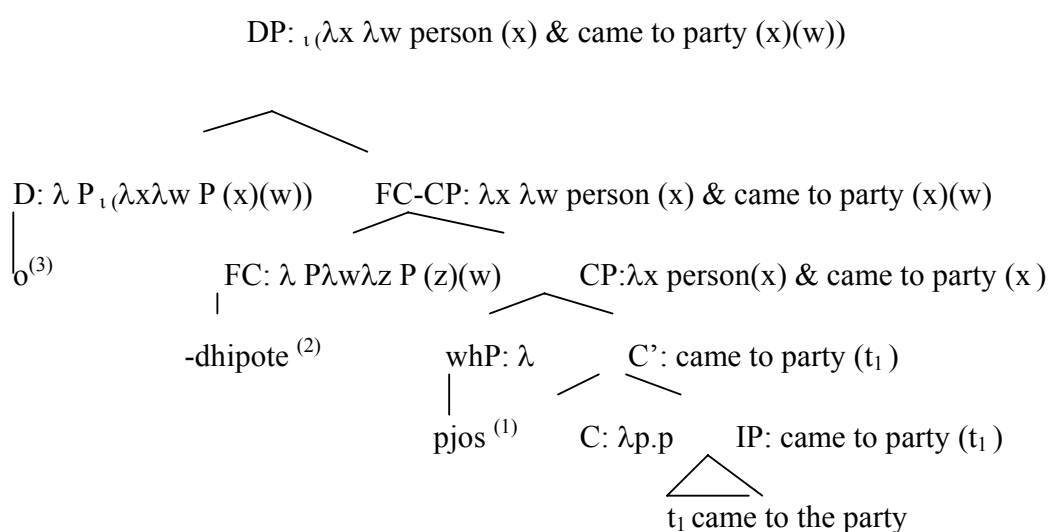 DP: ι(λx λw person (x) & came to party (x)(w))
D: λ P ι(λxλw P (x)(w)) FC-CP: λx λw person (x) & came to party (x)(w)
o(3) FC: λ Pλwλz P (z)(w) CP:λx person(x) & came to party (x )
-dhipote (2) whP: λ C’: came to party (t1 )
pjos (1) C: λp.p IP: came to party (t1 )
t1 came to the party